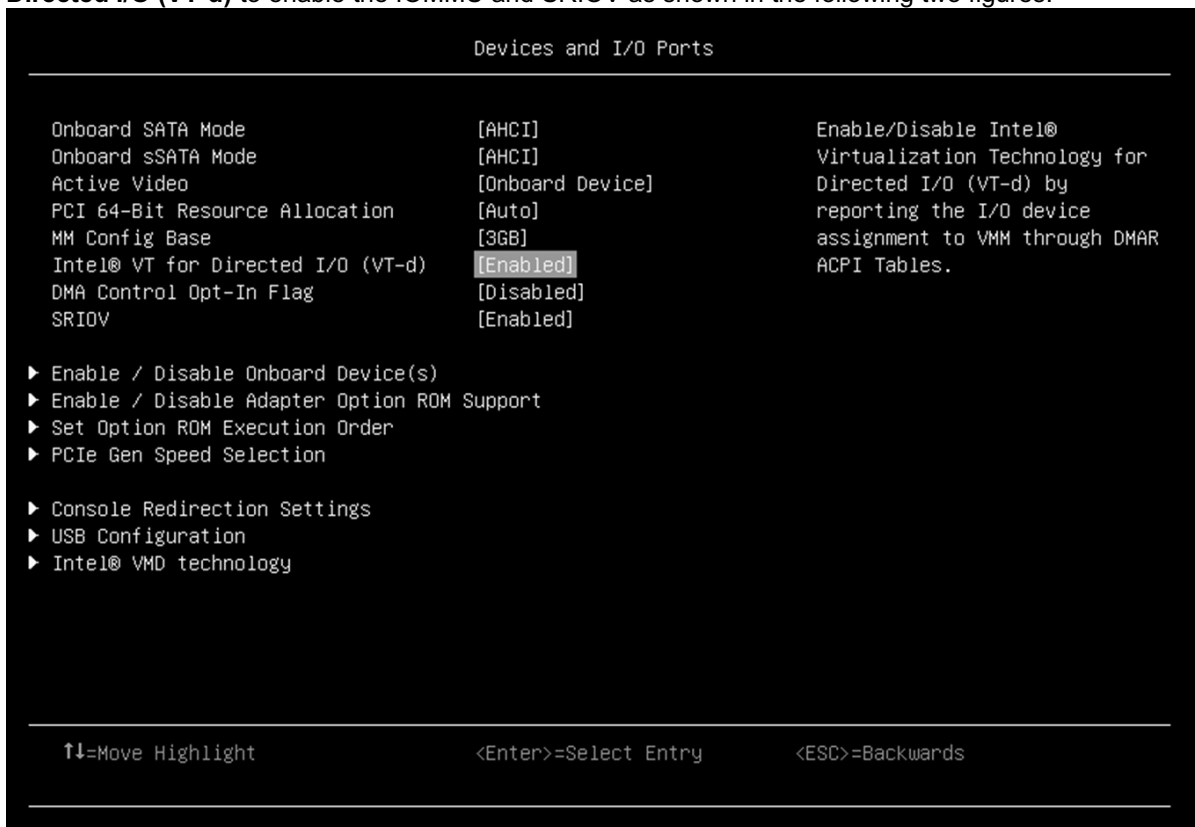 Directed I/O (VT-d) to enable the IOMMU and SRIOV as shown in the following two figures.
Devices and I/O Ports
Onboard SATA Mode [AHCI]
Onboard sSATA Mode [AHCI]
Active Video [Onboard Device]
PCI 64-Bit Resource Allocation [Auto]
MM Config Base [3GB]
Intel® VT for Directed I/O (VT-d) [Enabled]
DMA Control Opt-In Flag [Disabled]
SRIOV [Enabled]
▶ Enable / Disable Onboard Device(s)
▶ Enable / Disable Adapter Option ROM Support
▶ Set Option ROM Execution Order
▶ PCIe Gen Speed Selection
▶ Console Redirection Settings
▶ USB Configuration
▶ Intel® VMD technology
Enable/Disable Intel®
Virtualization Technology for
Directed I/O (VT-d) by
reporting the I/O device
assignment to VMM through DMAR
ACPI Tables.
↑↓=Move Highlight <Enter>=Select Entry <ESC>=Backwards